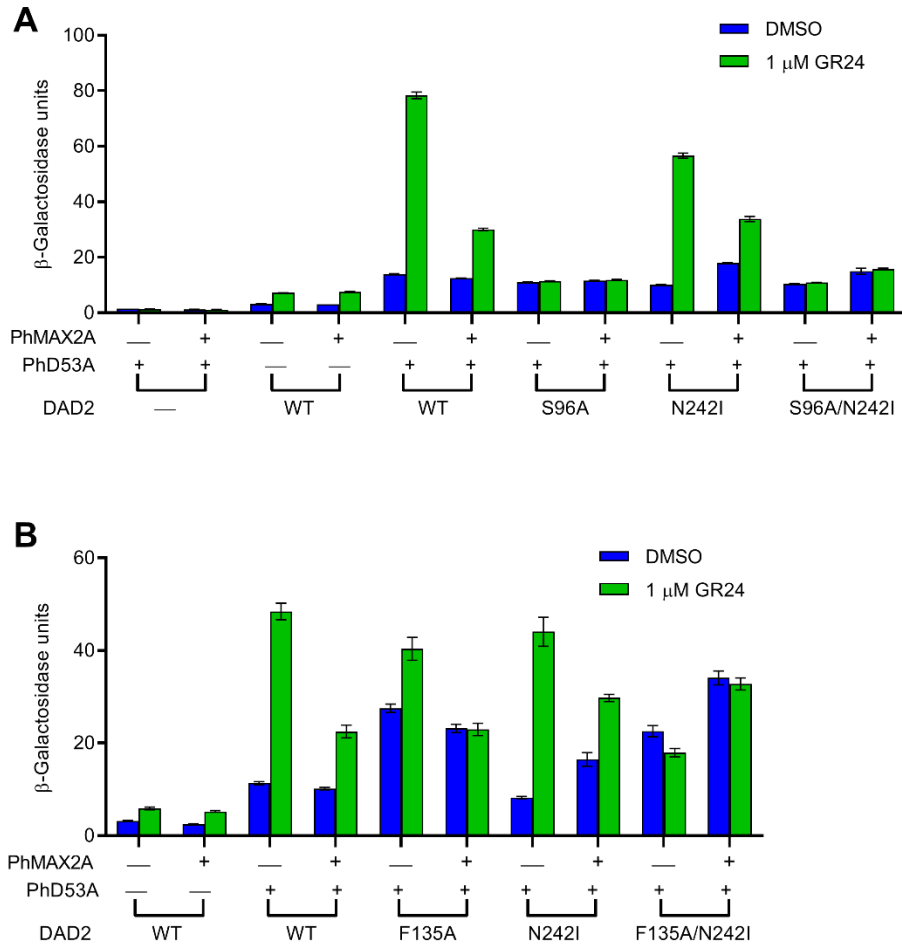 A
DMSO
1 μM GR24
β-Galactosidase units
100
80
60
40
20
0
PhMAX2A — + — + — + — + — + — +
PhD53A + + — — + + + + + + + +
DAD2 — WT WT S96A N242I S96A/N242I
B
DMSO
1 μM GR24
β-Galactosidase units
60
40
20
0
PhMAX2A — + — + — + — + — +
PhD53A — — + + + + + + + +
DAD2 WT WT F135A N242I F135A/N242I